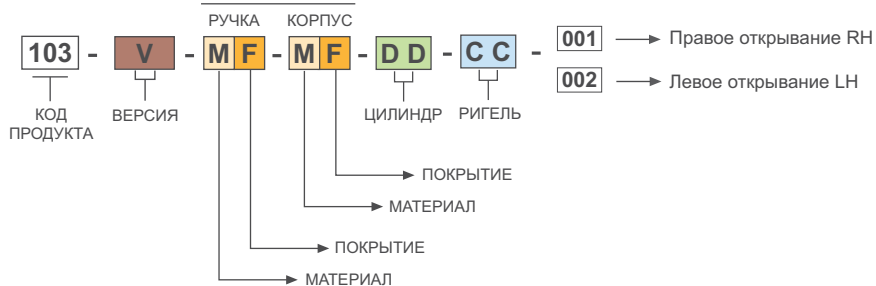 РУЧКА КОРПУС
103 - V - M F - M F - D D - C C - 001 Правое открывание RH
002 Левое открывание LH
КОД ПРОДУКТА ВЕРСИЯ ЦИЛИНДР РИГЕЛЬ
ПОКРЫТИЕ
МАТЕРИАЛ
ПОКРЫТИЕ
МАТЕРИАЛ